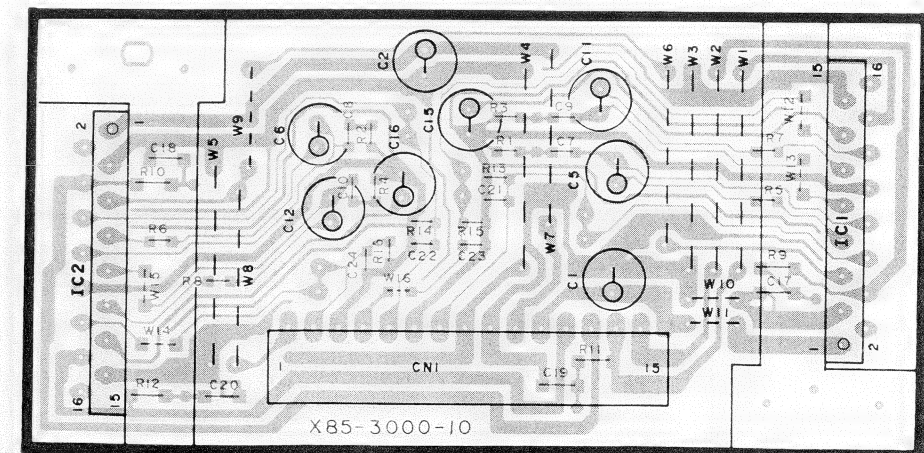 C2
W4
C11
W6
W3
W2
W1
15
16
2
1
W9
C6
C8
R2
C16
C15
R3
C9
W12
R7
C18
R10
W5
R1
C7
W13
C10
R4
R13
C21
C5
R5
C12
R6
R14
R15
C22
C23
W7
IC1
IC2
W15
R8
W8
C24
W16
C1
R9
C17
W10
W11
W14
1
CN1
15
R11
C19
1
2
R12
C20
16
15
X85-3000-10